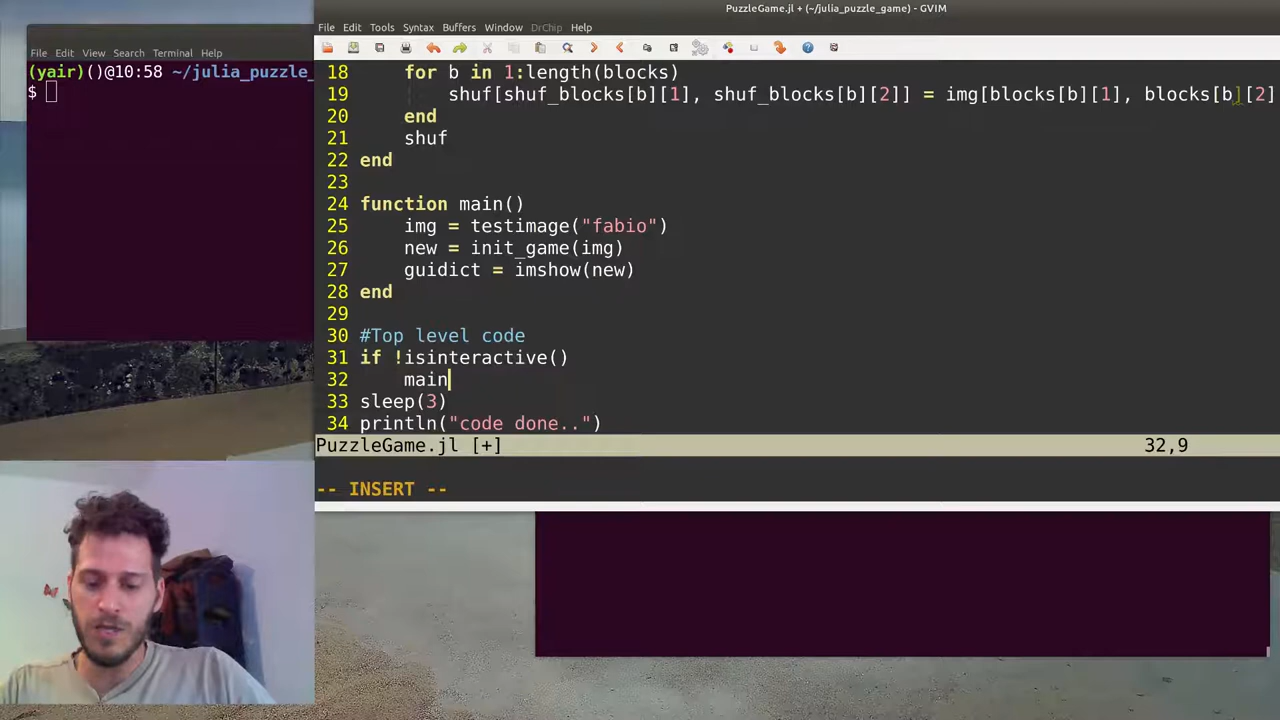 PuzzleGame.jl + (~/julia_puzzle_game) - GVIM
File Edit Tools Syntax Buffers Window DrChip Help
File Edit View Search Terminal Help
(yair)()@10:58 ~/julia_puzzle_
$
18     for b in 1:length(blocks)
19         shuf[shuf_blocks[b][1], shuf_blocks[b][2]] = img[blocks[b][1], blocks[b][2]
20     end
21     shuf
22 end
23
24 function main()
25     img = testimage("fabio")
26     new = init_game(img)
27     guidict = imshow(new)
28 end
29
30 #Top level code
31 if !isinteractive()
32     main
33 sleep(3)
34 println("code done..")
PuzzleGame.jl [+] 32,9
-- INSERT --